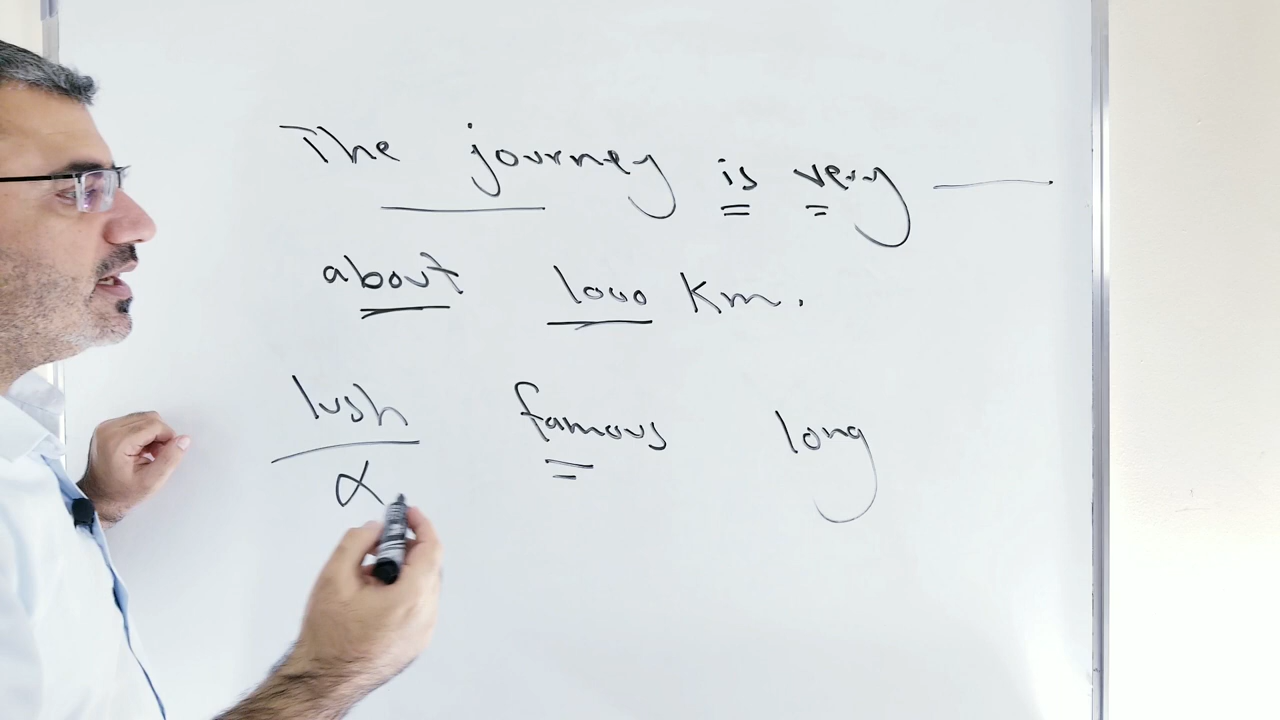 The journey is very ———
about 1000 Km.
lush famous long
α